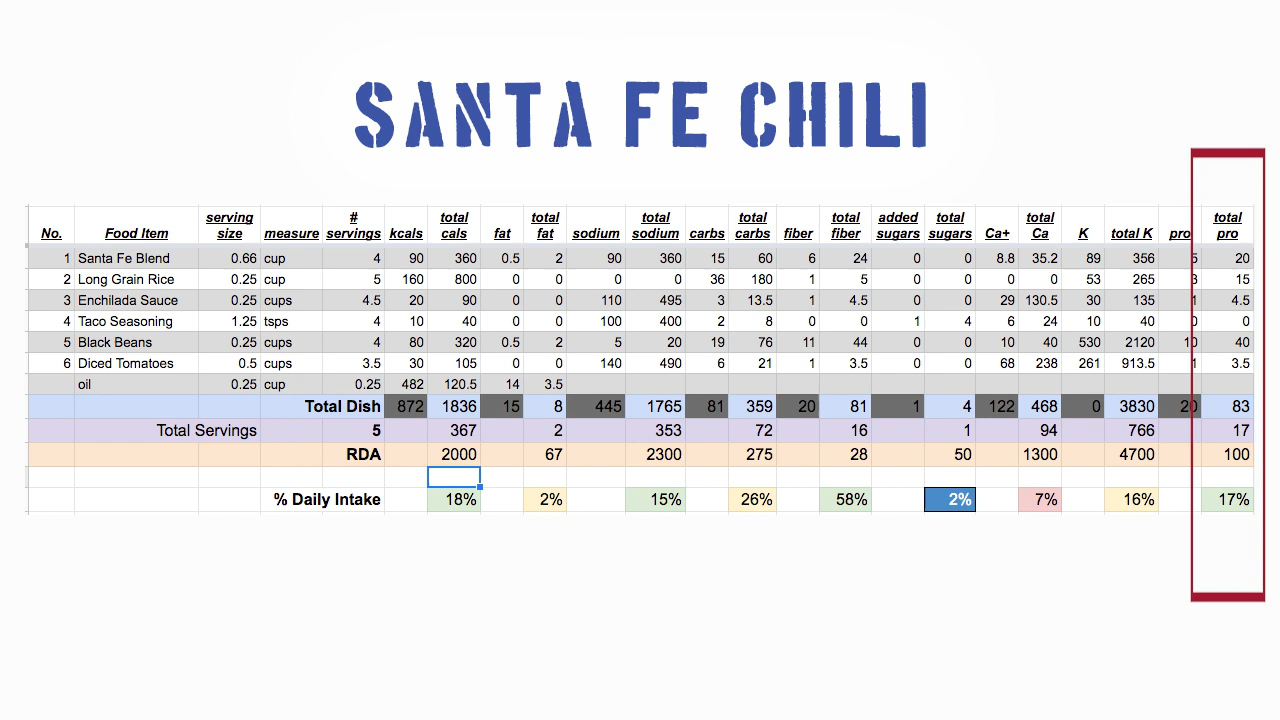 SANTA FE CHILI
No. Food Item serving size measure # servings kcals total cals fat total fat sodium total sodium carbs total carbs fiber total fiber added sugars total sugars Ca+ total Ca K total K pro total pro
1 Santa Fe Blend 0.66 cup 4 90 360 0.5 2 90 360 15 60 6 24 0 0 8.8 35.2 89 356 5 20
2 Long Grain Rice 0.25 cup 5 160 800 0 0 0 0 36 180 1 5 0 0 0 0 53 265 3 15
3 Enchilada Sauce 0.25 cups 4.5 20 90 0 0 110 495 3 13.5 1 4.5 0 0 29 130.5 30 135 1 4.5
4 Taco Seasoning 1.25 tsps 4 10 40 0 0 100 400 2 8 0 0 1 4 6 24 10 40 0 0
5 Black Beans 0.25 cups 4 80 320 0.5 2 5 20 19 76 11 44 0 0 10 40 530 2120 10 40
6 Diced Tomatoes 0.5 cups 3.5 30 105 0 0 140 490 6 21 1 3.5 0 0 68 238 261 913.5 1 3.5
oil 0.25 cup 0.25 482 120.5 14 3.5
Total Dish 872 1836 15 8 445 1765 81 359 20 81 1 4 122 468 0 3830 20 83
Total Servings 5 367 2 353 72 16 1 94 766 17
RDA 2000 67 2300 275 28 50 1300 4700 100
% Daily Intake 18% 2% 15% 26% 58% 2% 7% 16% 17%